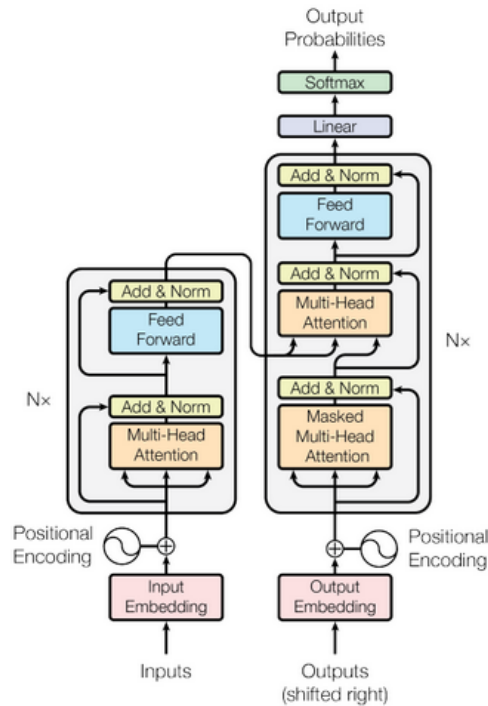 Output
Probabilities
Softmax
Linear
Add & Norm
Feed
Forward
Add & Norm
Multi-Head
Attention
Add & Norm
Masked
Multi-Head
Attention
N×
Add & Norm
Feed
Forward
N×
Add & Norm
Multi-Head
Attention
Positional
Encoding
Positional
Encoding
Input
Embedding
Output
Embedding
Inputs
Outputs
(shifted right)